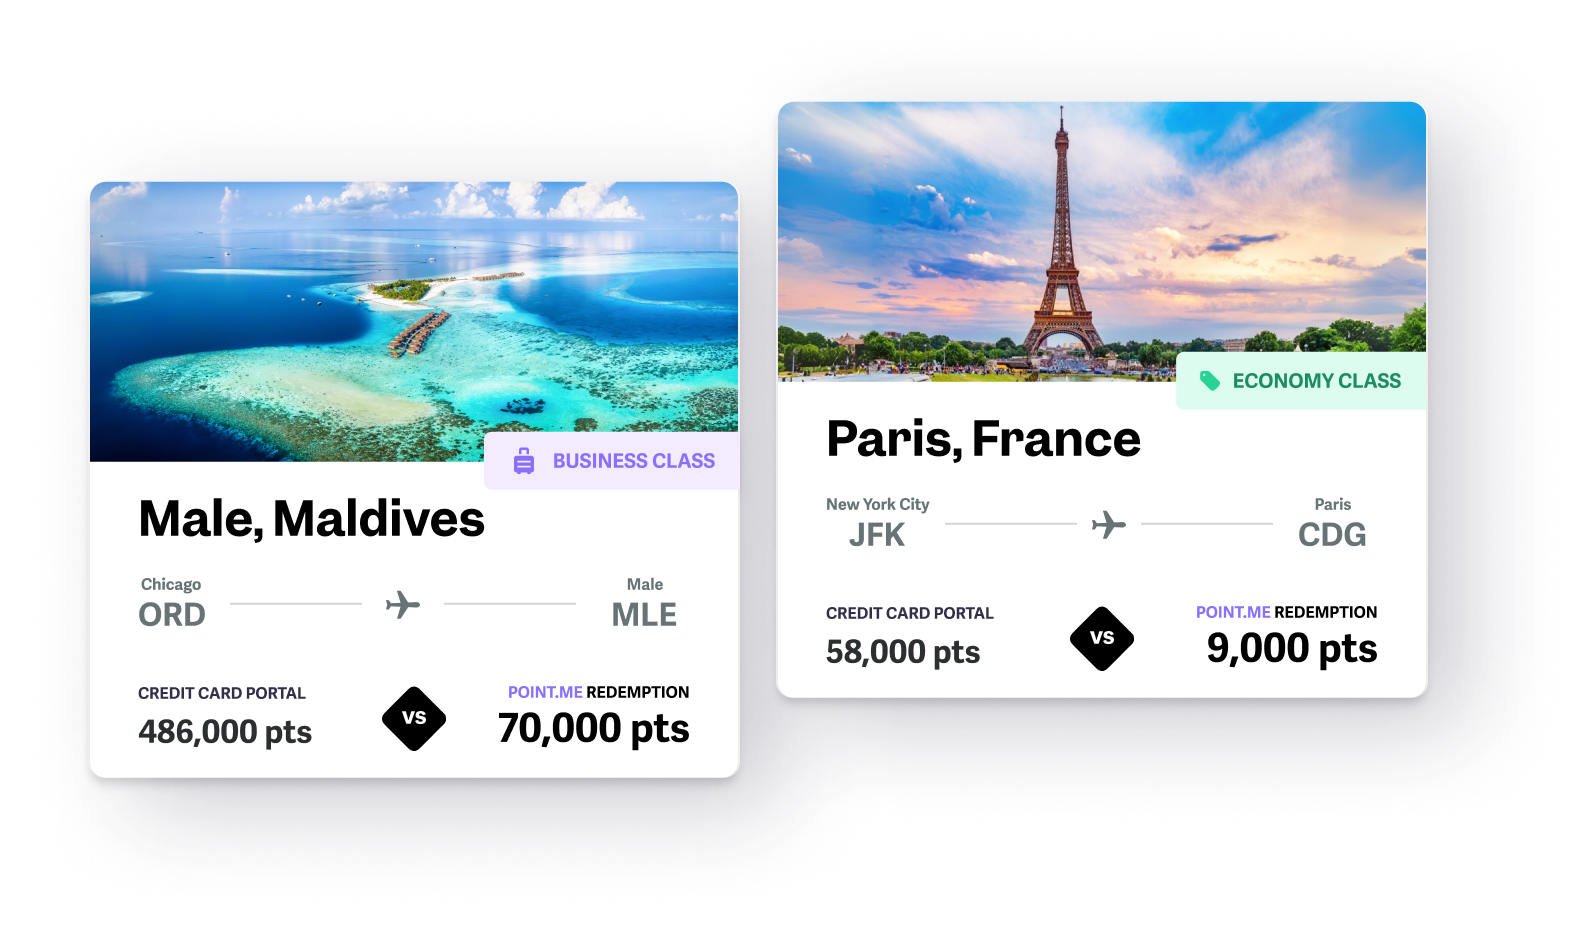 BUSINESS CLASS
Male, Maldives
Chicago
ORD
Male
MLE
CREDIT CARD PORTAL
486,000 pts
VS
POINT.ME REDEMPTION
70,000 pts
ECONOMY CLASS
Paris, France
New York City
JFK
Paris
CDG
CREDIT CARD PORTAL
58,000 pts
VS
POINT.ME REDEMPTION
9,000 pts